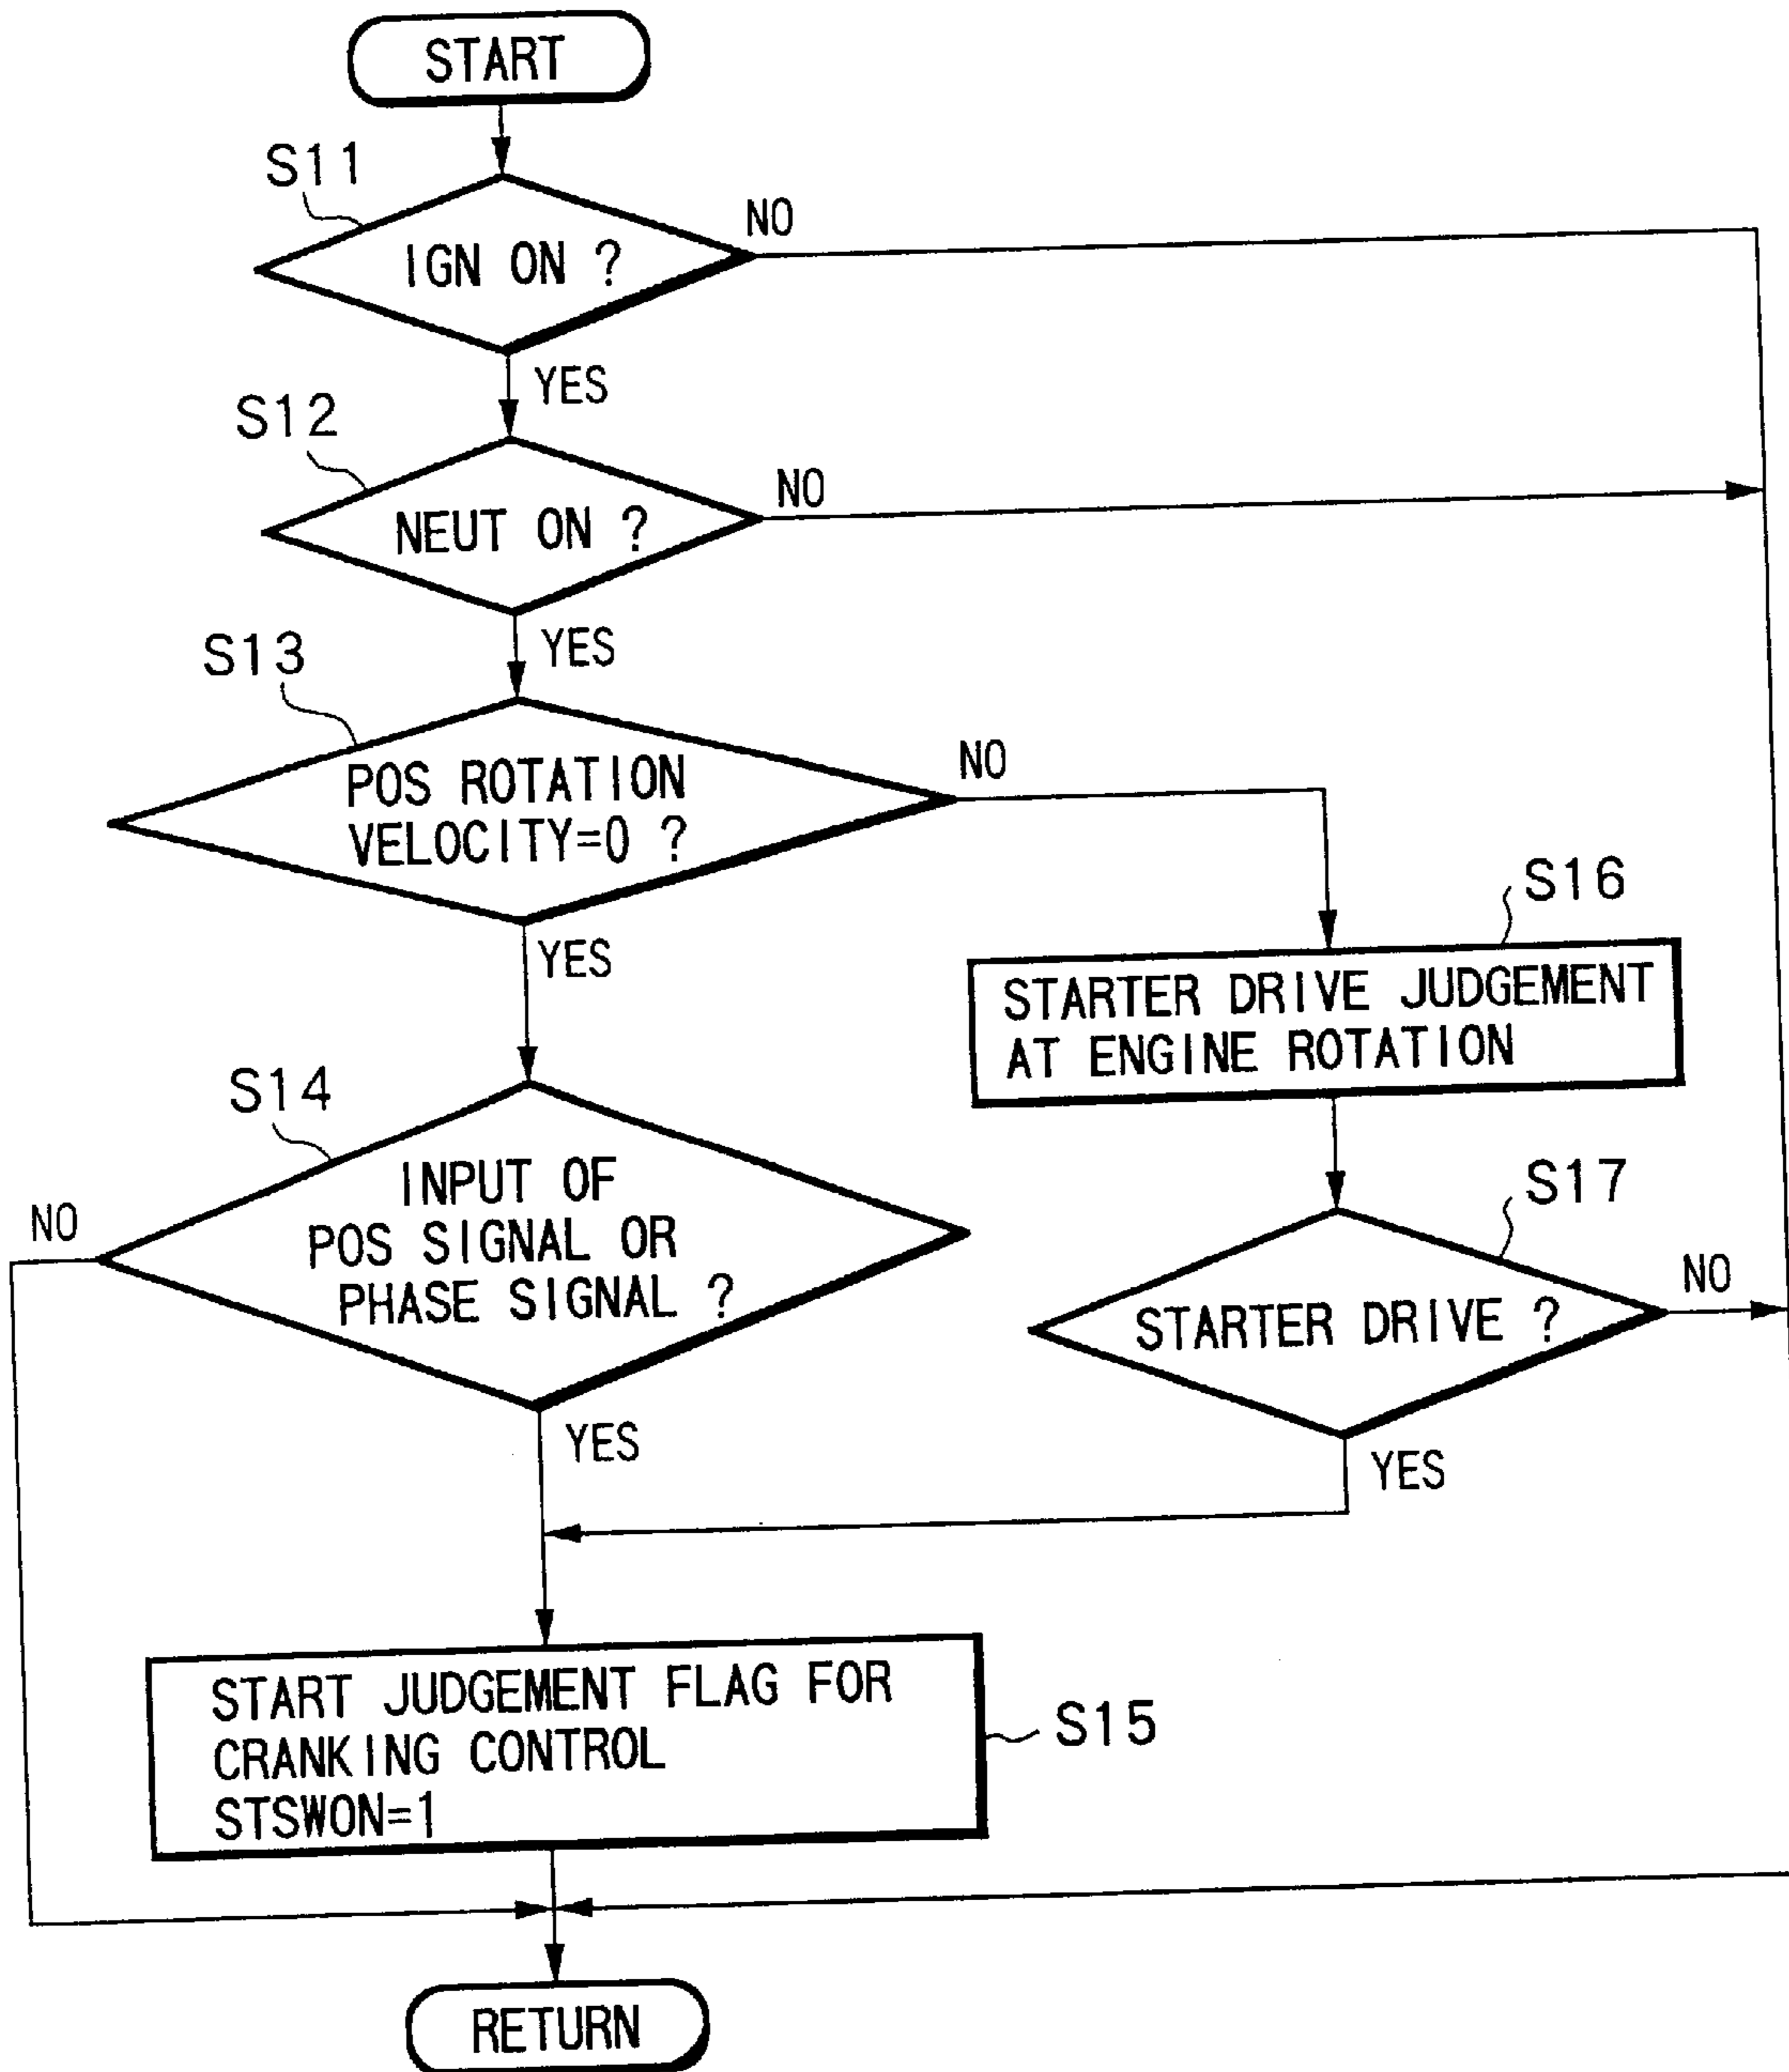 START
S11
NO
IGN ON ?
YES
S12
NO
NEUT ON ?
YES
S13
NO
POS ROTATION
VELOCITY=0 ?
YES
S16
STARTER DRIVE JUDGEMENT
AT ENGINE ROTATION
S14
INPUT OF
POS SIGNAL OR
PHASE SIGNAL ?
NO
S17
NO
STARTER DRIVE ?
YES
YES
START JUDGEMENT FLAG FOR
CRANKING CONTROL
STSWON=1
S15
RETURN